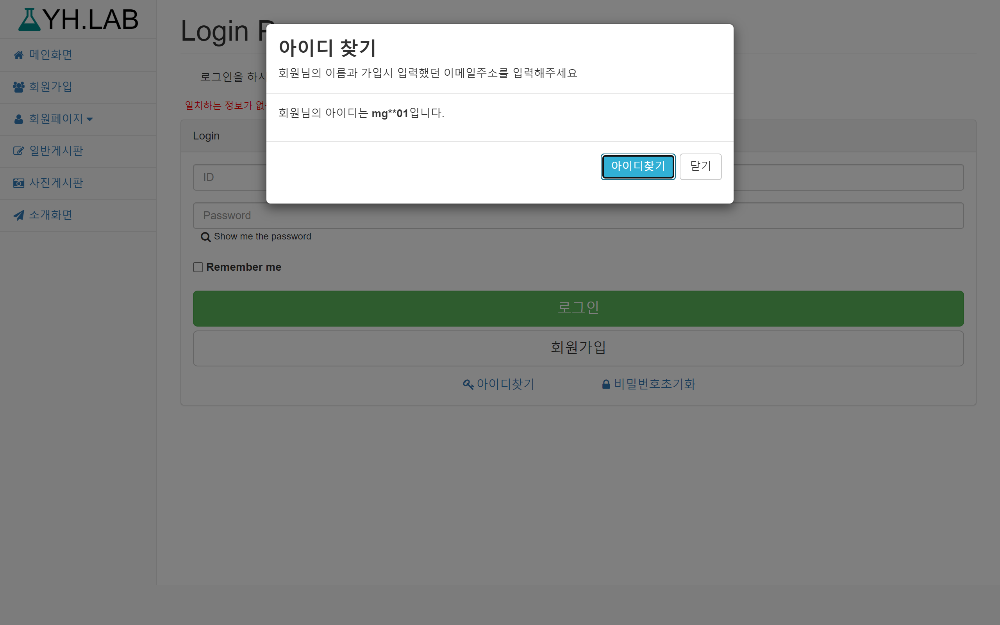 YH.LAB
메인화면
회원가입
회원페이지
일반게시판
사진게시판
소개화면
Login
로그인을 하시
일치하는 정보가
아이디 찾기
회원님의 이름과 가입시 입력했던 이메일주소를 입력해주세요
회원님의 아이디는 mg**01입니다.
아이디찾기 닫기
Login
ID
Password
Show me the password
Remember me
로그인
회원가입
아이디찾기 비밀번호초기화